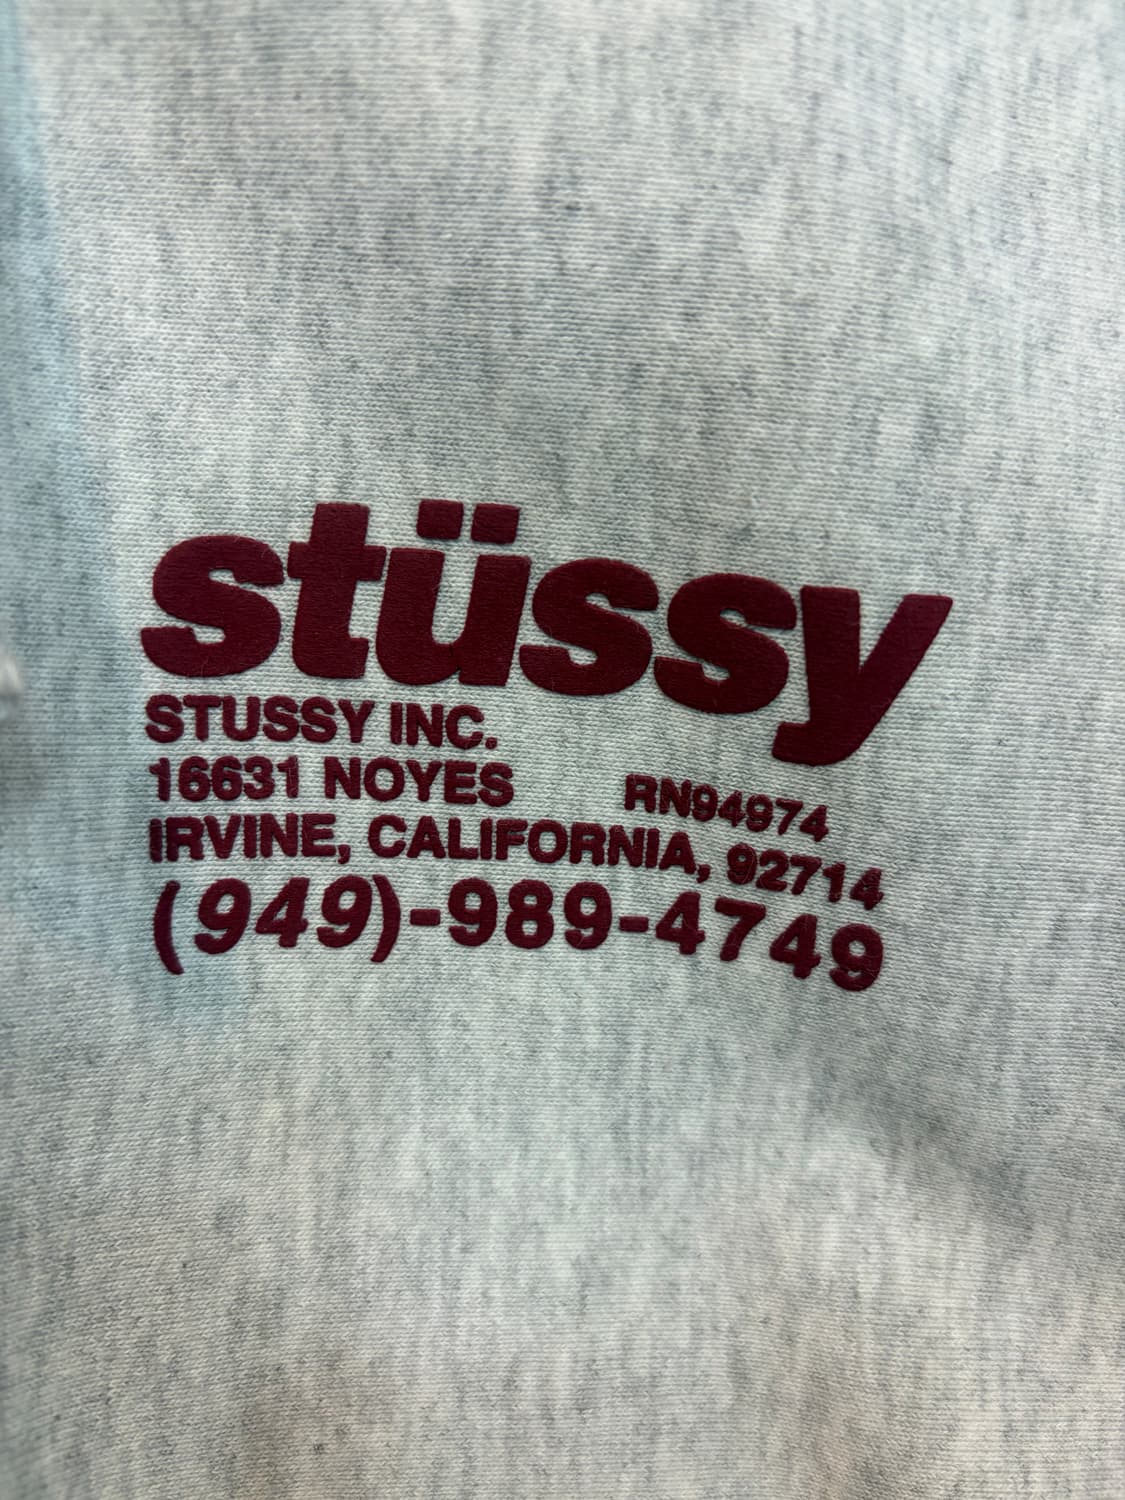 stüssy
STUSSY INC.
16631 NOYES RN94974
IRVINE, CALIFORNIA, 92714
(949)-989-4749